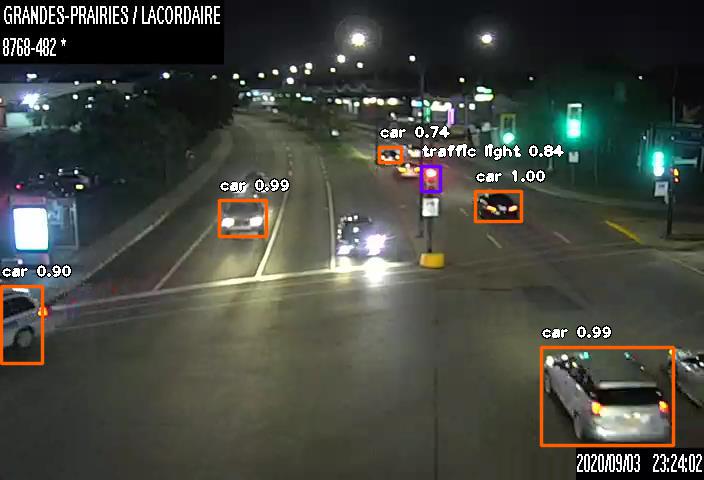 GRANDES-PRAIRIES / LACORDAIRE
8768-482 *
car 0.74
traffic light 0.84
car 1.00
car 0.99
car 0.90
car 0.99
2020/09/03 23:24:02